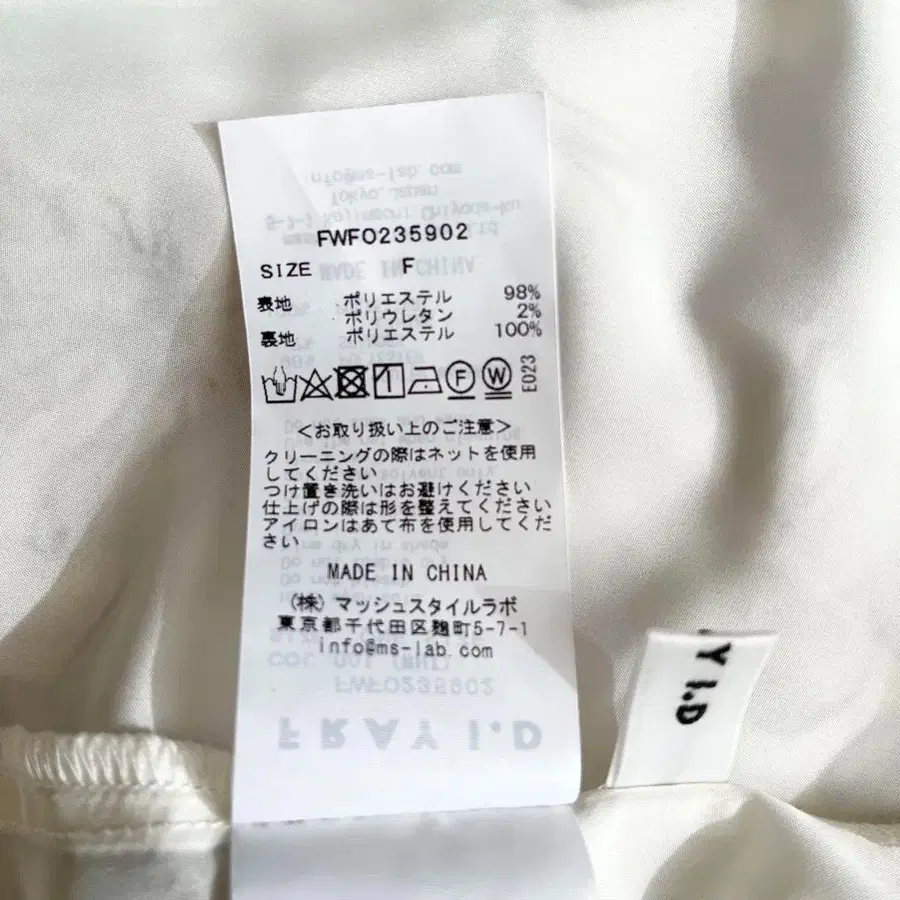 FWFO235902
SIZE F
表地 ポリエステル 98%
ポリウレタン 2%
裏地 ポリエステル 100%
F W E023
<お取り扱い上のご注意>
クリーニングの際はネットを使用
してください
つけ置き洗いはお避けください
仕上げの際は形を整えてください
アイロンはあて布を使用してくだ
さい
MADE IN CHINA
(株)マッシュスタイルラボ
東京都千代田区麹町5-7-1
info@ms-lab.com
FWFO235902
FRAY I.D
Y I.D